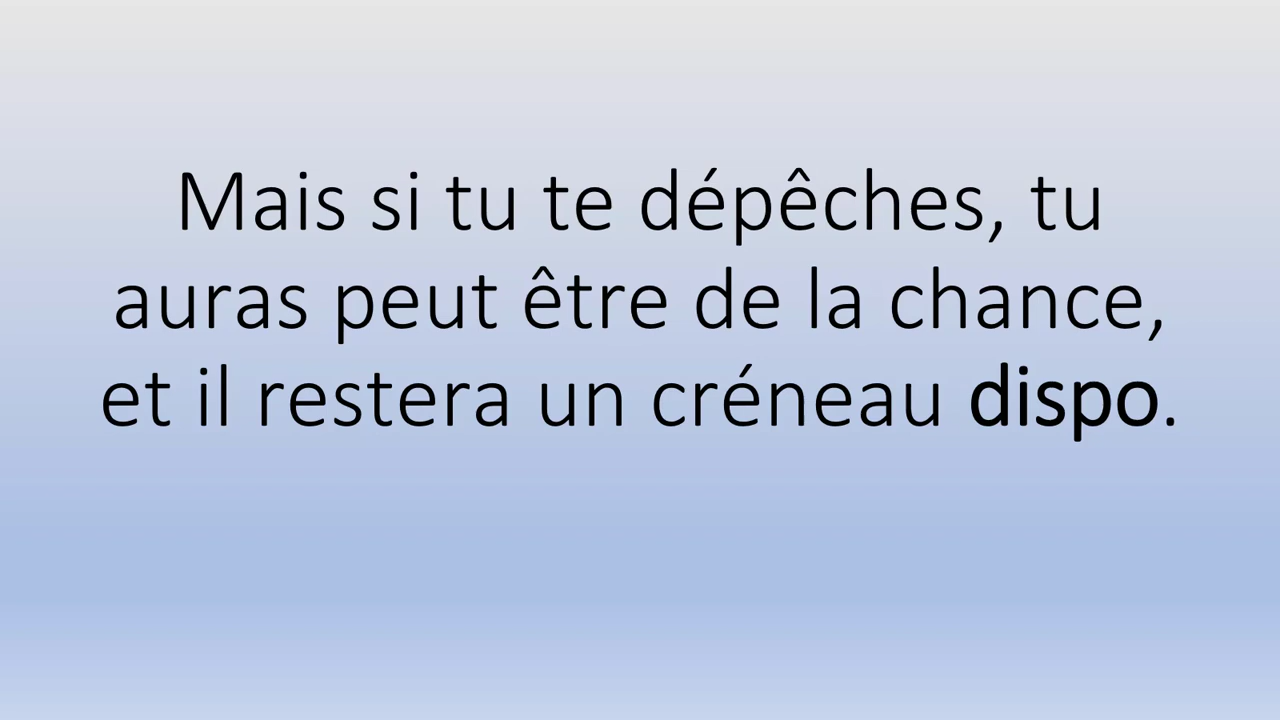 Mais si tu te dépêches, tu
auras peut être de la chance,
et il restera un créneau dispo.